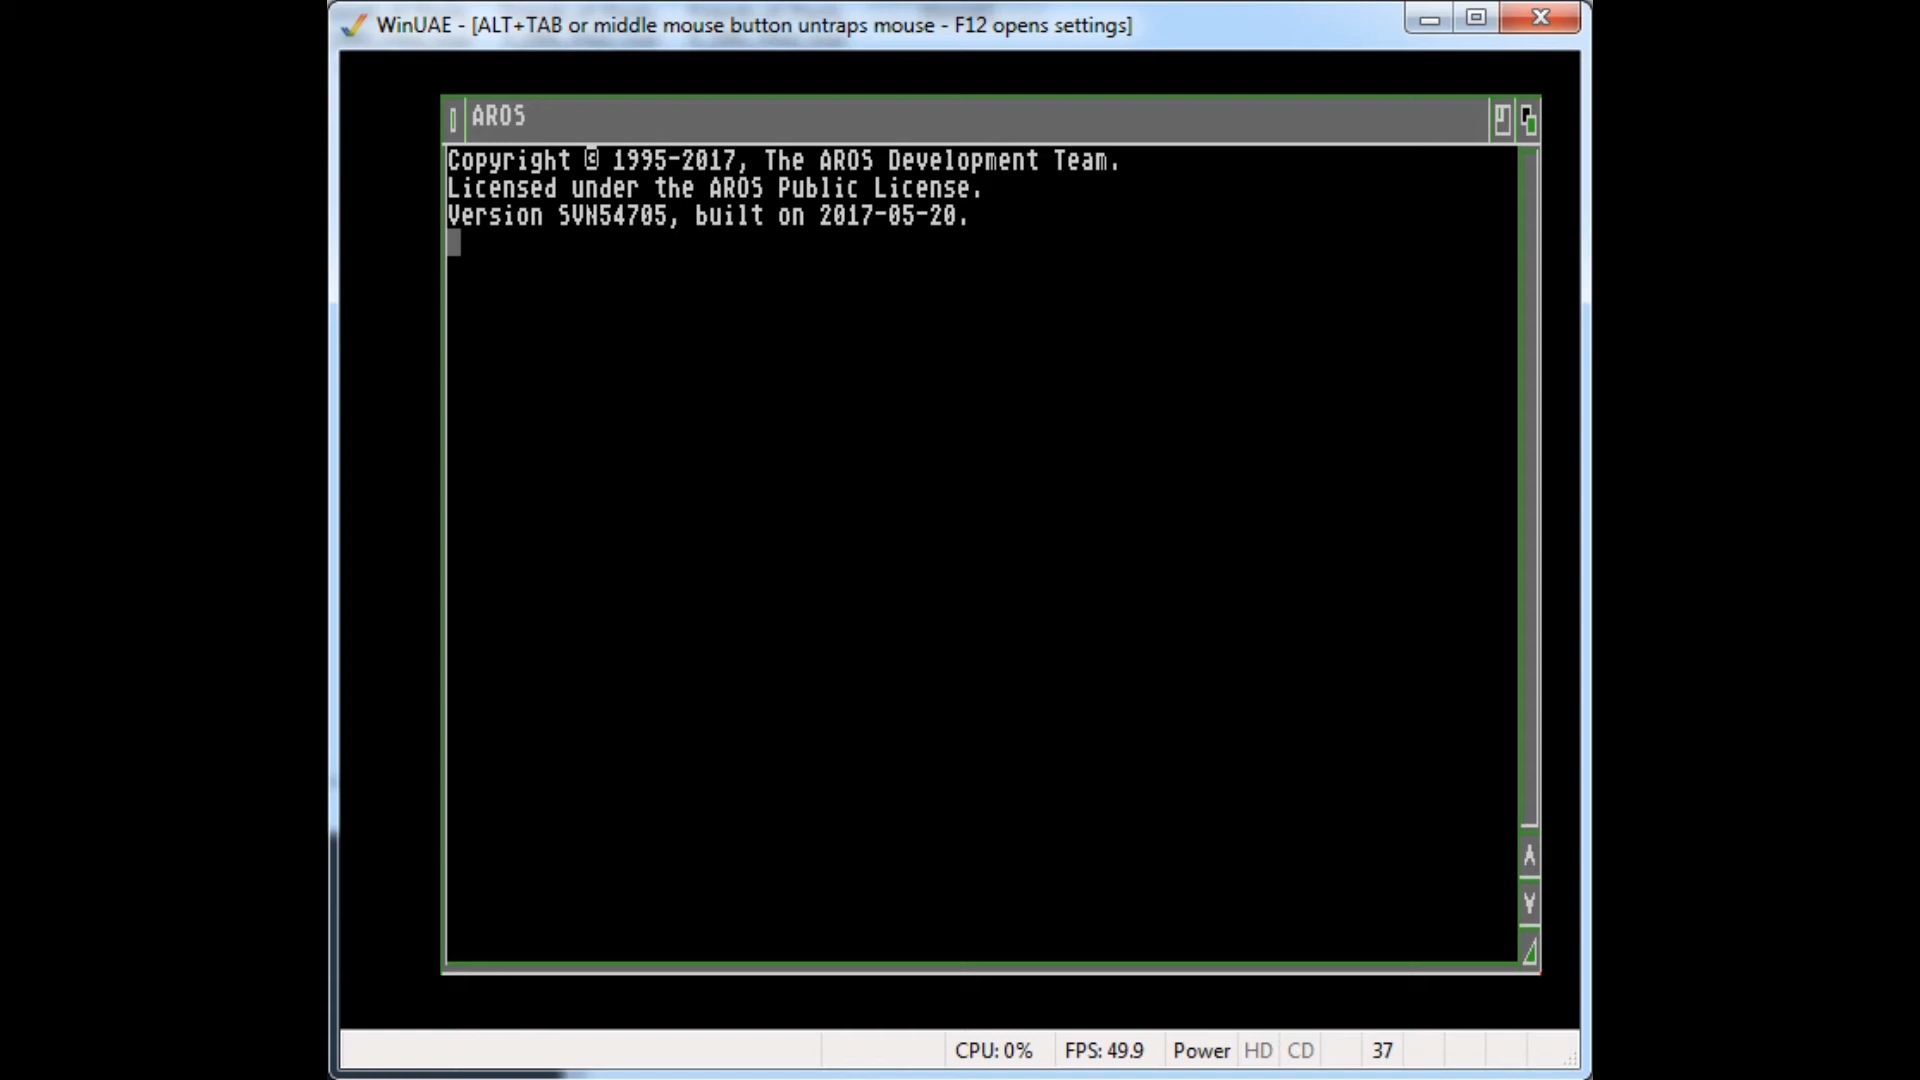 WinUAE - [ALT+TAB or middle mouse button untraps mouse - F12 opens settings]
AROS
Copyright © 1995-2017, The AROS Development Team.
Licensed under the AROS Public License.
Version SVN54705, built on 2017-05-20.
CPU: 0% FPS: 49.9 Power HD CD 37